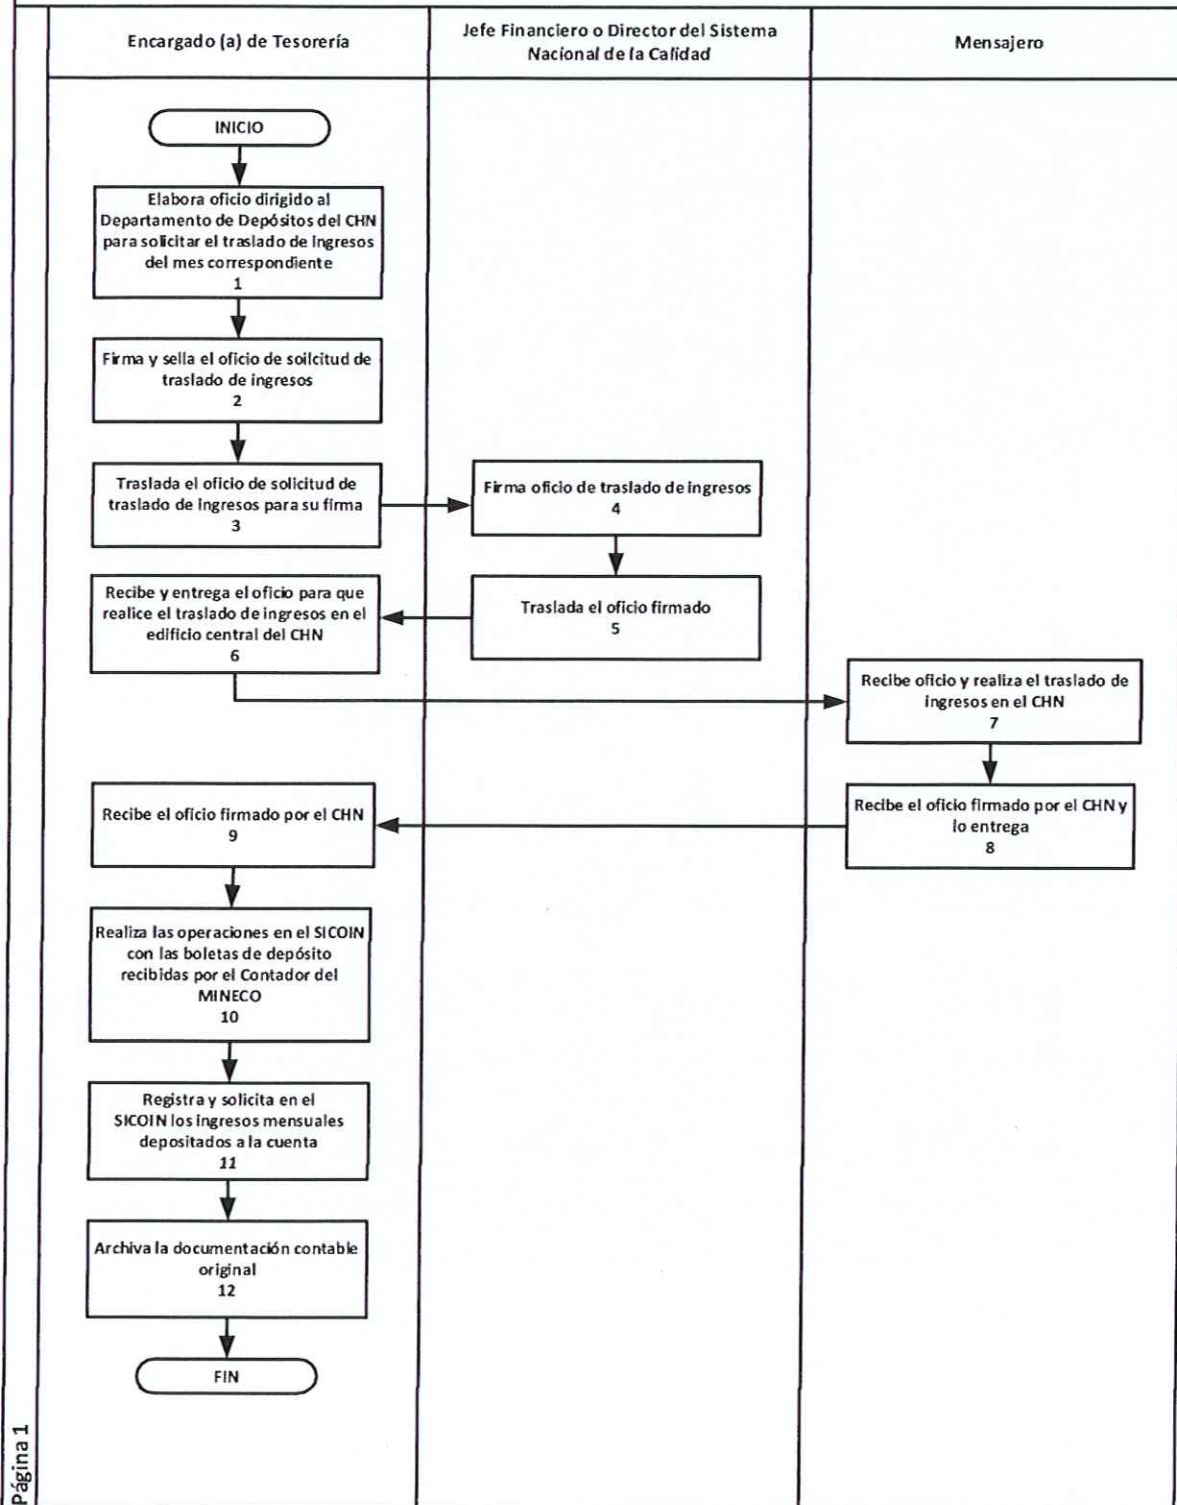 Encargado (a) de Tesorería
Jefe Financiero o Director del Sistema
Nacional de la Calidad
Mensajero
INICIO
Elabora oficio dirigido al
Departamento de Depósitos del CHN
para solicitar el traslado de ingresos
del mes correspondiente
1
Firma y sella el oficio de soilcitud de
traslado de ingresos
2
Traslada el oficio de solicitud de
traslado de ingresos para su firma
3
Firma oficio de traslado de ingresos
4
Traslada el oficio firmado
5
Recibe y entrega el oficio para que
realice el traslado de ingresos en el
edificio central del CHN
6
Recibe oficio y realiza el traslado de
ingresos en el CHN
7
Recibe el oficio firmado por el CHN y
lo entrega
8
Recibe el oficio firmado por el CHN
9
Realiza las operaciones en el SICOIN
con las boletas de depósito
recibidas por el Contador del
MINECO
10
Registra y solicita en el
SICOIN los ingresos mensuales
depositados a la cuenta
11
Archiva la documentación contable
original
12
FIN
Página 1